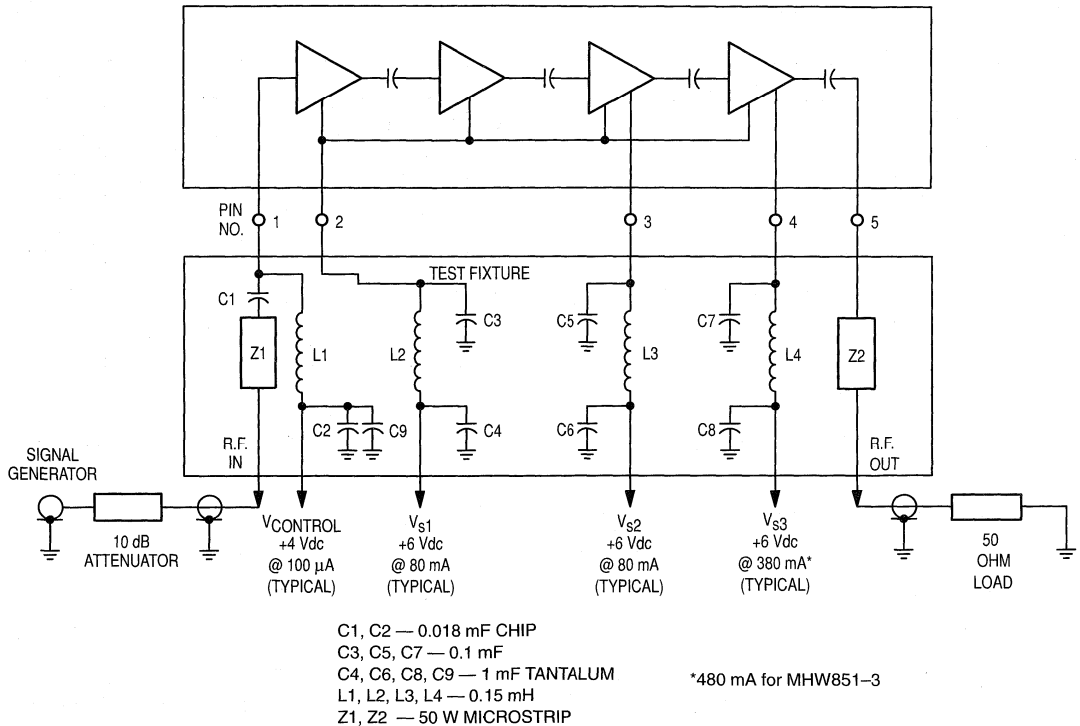 PIN
NO.
1
2
3
4
5
TEST FIXTURE
C1
Z1
L1
L2
C3
C5
L3
C7
L4
Z2
C2
C9
C4
C6
C8
R.F.
IN
R.F.
OUT
SIGNAL
GENERATOR
10 dB
ATTENUATOR
VCONTROL
+4 Vdc
@ 100 µA
(TYPICAL)
Vs1
+6 Vdc
@ 80 mA
(TYPICAL)
Vs2
+6 Vdc
@ 80 mA
(TYPICAL)
Vs3
+6 Vdc
@ 380 mA*
(TYPICAL)
50
OHM
LOAD
C1, C2 — 0.018 mF CHIP
C3, C5, C7 — 0.1 mF
C4, C6, C8, C9 — 1 mF TANTALUM
L1, L2, L3, L4 — 0.15 mH
Z1, Z2 — 50 W MICROSTRIP
*480 mA for MHW851–3